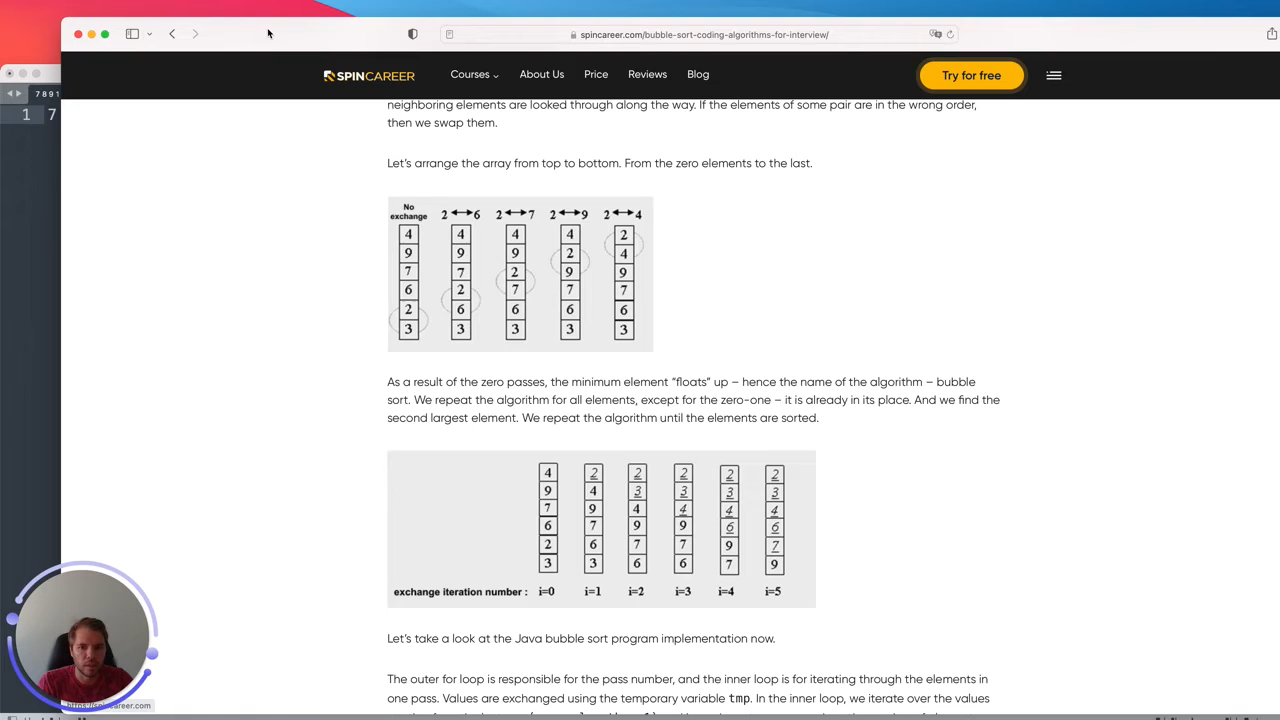 spincareer.com/bubble-sort-coding-algorithms-for-interview/
SPINCAREER Courses About Us Price Reviews Blog Try for free
7 8 9 1
1 7
neighboring elements are looked through along the way. If the elements of some pair are in the wrong order,
then we swap them.
Let's arrange the array from top to bottom. From the zero elements to the last.
No
exchange 2 ↔ 6 2 ↔ 7 2 ↔ 9 2 ↔ 4
4 4 4 4 2
9 9 9 2 4
7 7 2 9 9
6 2 7 7 7
2 6 6 6 6
3 3 3 3 3
As a result of the zero passes, the minimum element “floats” up – hence the name of the algorithm – bubble
sort. We repeat the algorithm for all elements, except for the zero-one – it is already in its place. And we find the
second largest element. We repeat the algorithm until the elements are sorted.
4 2 2 2 2 2
9 4 3 3 3 3
7 9 4 4 4 4
6 7 9 9 6 6
2 6 7 7 9 7
3 3 6 6 7 9
exchange iteration number : i=0 i=1 i=2 i=3 i=4 i=5
Let's take a look at the Java bubble sort program implementation now.
The outer for loop is responsible for the pass number, and the inner loop is for iterating through the elements in
one pass. Values are exchanged using the temporary variable tmp. In the inner loop, we iterate over the values
https://spincareer.com